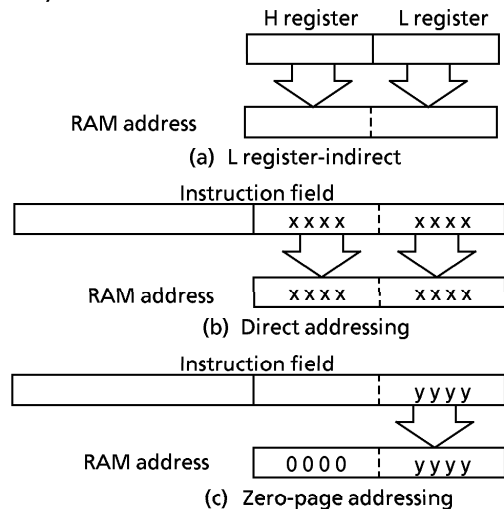 H register L register
RAM address
(a) L register-indirect
Instruction field
x x x x x x x x
RAM address x x x x x x x x
(b) Direct addressing
Instruction field
y y y y
RAM address 0 0 0 0 y y y y
(c) Zero-page addressing